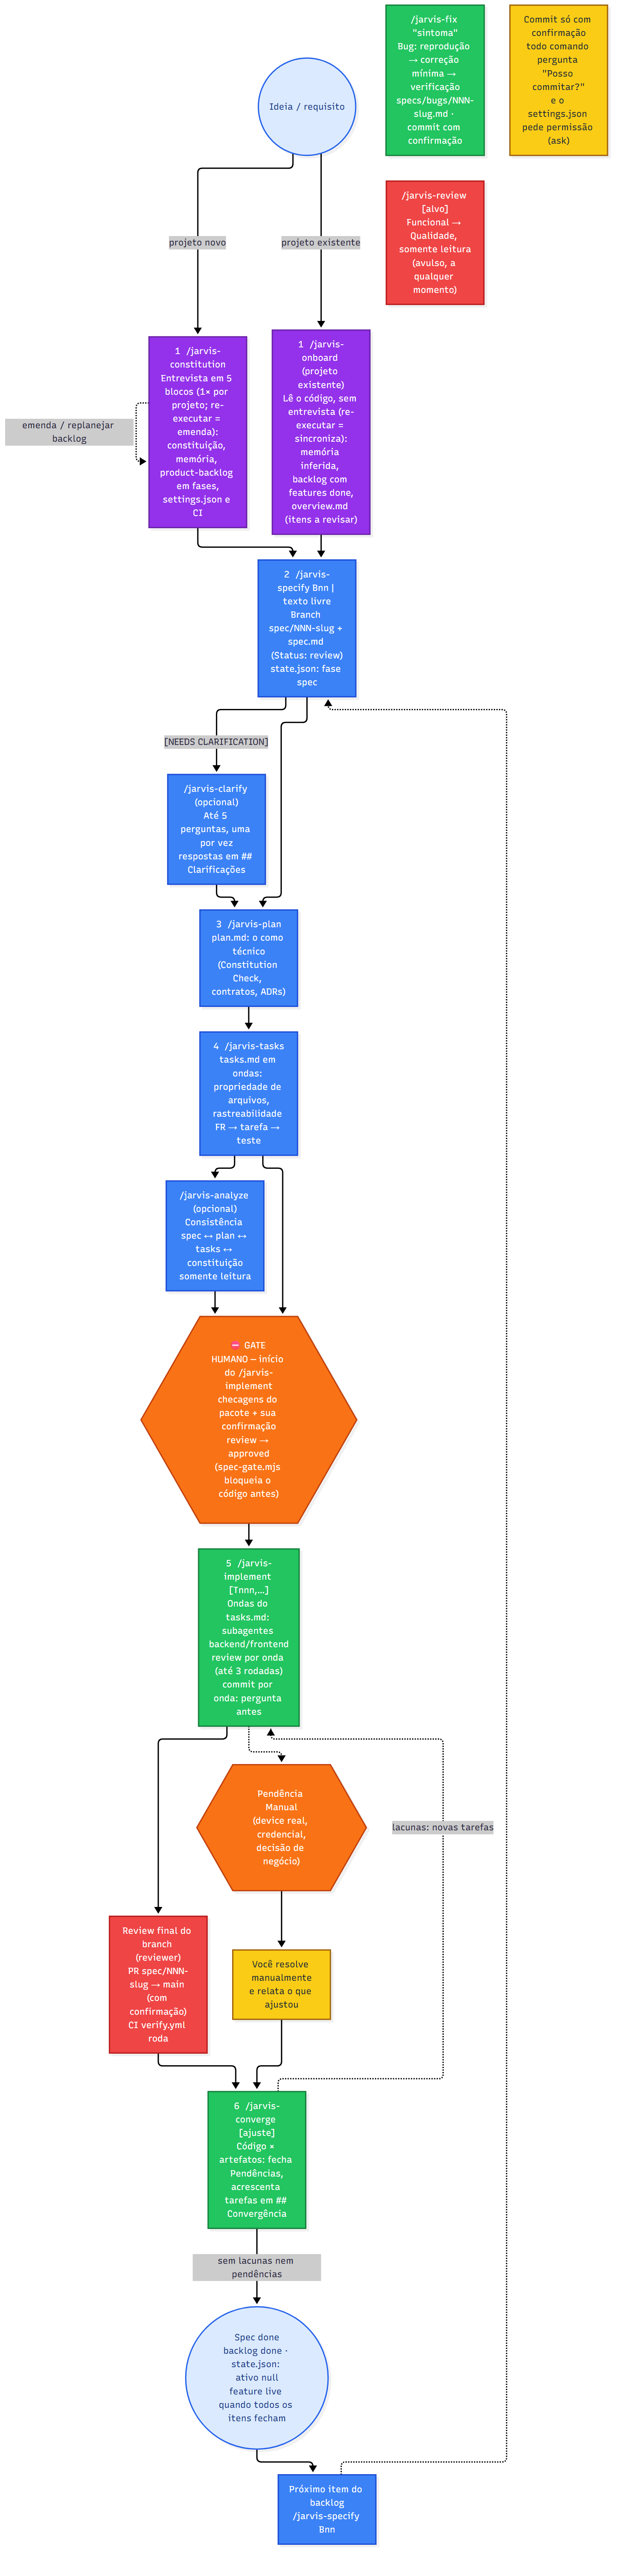 /jarvis-fix
"sintoma"
Bug: reprodução
→ correção
mínima →
verificação
specs/bugs/NNN-
slug.md ·
commit com
confirmação
Commit só com
confirmação
todo comando
pergunta
"Posso
commitar?"
e o
settings.json
pede permissão
(ask)
Ideia / requisito
/jarvis-review
[alvo]
Funcional →
Qualidade,
somente leitura
(avulso, a
qualquer
momento)
projeto novo
projeto existente
1 /jarvis-
constitution
Entrevista em 5
blocos (1× por
projeto; re-
executar =
emenda):
constituição,
memória,
product-backlog
em fases,
settings.json e
CI
1 /jarvis-
onboard
(projeto
existente)
Lê o código, sem
entrevista (re-
executar =
sincroniza):
memória
inferida,
backlog com
features done,
overview.md
(itens a revisar)
emenda / replanejar
backlog
2 /jarvis-
specify Bnn |
texto livre
Branch
spec/NNN-slug +
spec.md
(Status: review)
state.json: fase
spec
[NEEDS CLARIFICATION]
/jarvis-clarify
(opcional)
Até 5
perguntas, uma
por vez
respostas em ##
Clarificações
3 /jarvis-plan
plan.md: o como
técnico
(Constitution
Check,
contratos, ADRs)
4 /jarvis-tasks
tasks.md em
ondas:
propriedade de
arquivos,
rastreabilidade
FR → tarefa →
teste
/jarvis-analyze
(opcional)
Consistência
spec ↔ plan ↔
tasks ↔
constituição
somente leitura
⛔ GATE
HUMANO — início
do /jarvis-
implement
checagens do
pacote + sua
confirmação
review →
approved
(spec-gate.mjs
bloqueia o
código antes)
5 /jarvis-
implement
[Tnnn,...]
Ondas do
tasks.md:
subagentes
backend/frontend
review por onda
(até 3 rodadas)
commit por
onda: pergunta
antes
Pendência
Manual
(device real,
credencial,
decisão de
negócio)
lacunas: novas tarefas
Review final do
branch
(reviewer)
PR spec/NNN-
slug → main
(com
confirmação)
CI verify.yml
roda
Você resolve
manualmente
e relata o que
ajustou
6 /jarvis-
converge
[ajuste]
Código ×
artefatos: fecha
Pendências,
acrescenta
tarefas em ##
Convergência
sem lacunas nem
pendências
Spec done
backlog done ·
state.json:
ativo null
feature live
quando todos os
itens fecham
Próximo item do
backlog
/jarvis-specify
Bnn